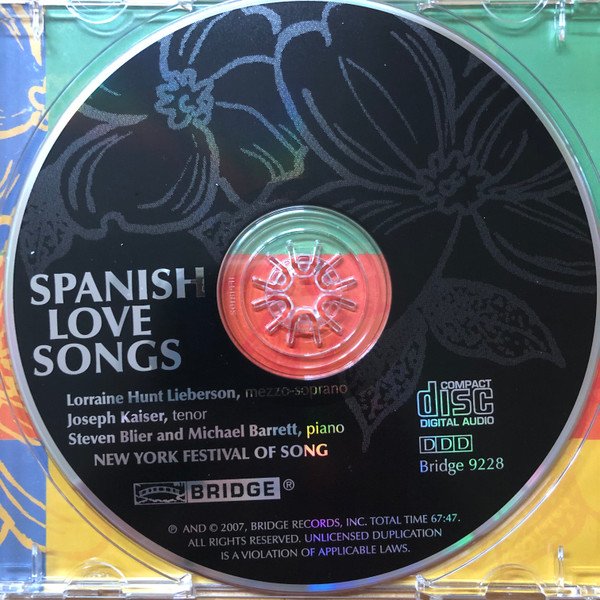 SPANISH
LOVE
SONGS
Lorraine Hunt Lieberson, mezzo-soprano
Joseph Kaiser, tenor
Steven Blier and Michael Barrett, piano
NEW YORK FESTIVAL OF SONG
COMPACT
disc
DIGITAL AUDIO
DDD
Bridge 9228
BRIDGE ®
℗ AND © 2007, BRIDGE RECORDS, INC. TOTAL TIME 67:47.
ALL RIGHTS RESERVED. UNLICENSED DUPLICATION
IS A VIOLATION OF APPLICABLE LAWS.